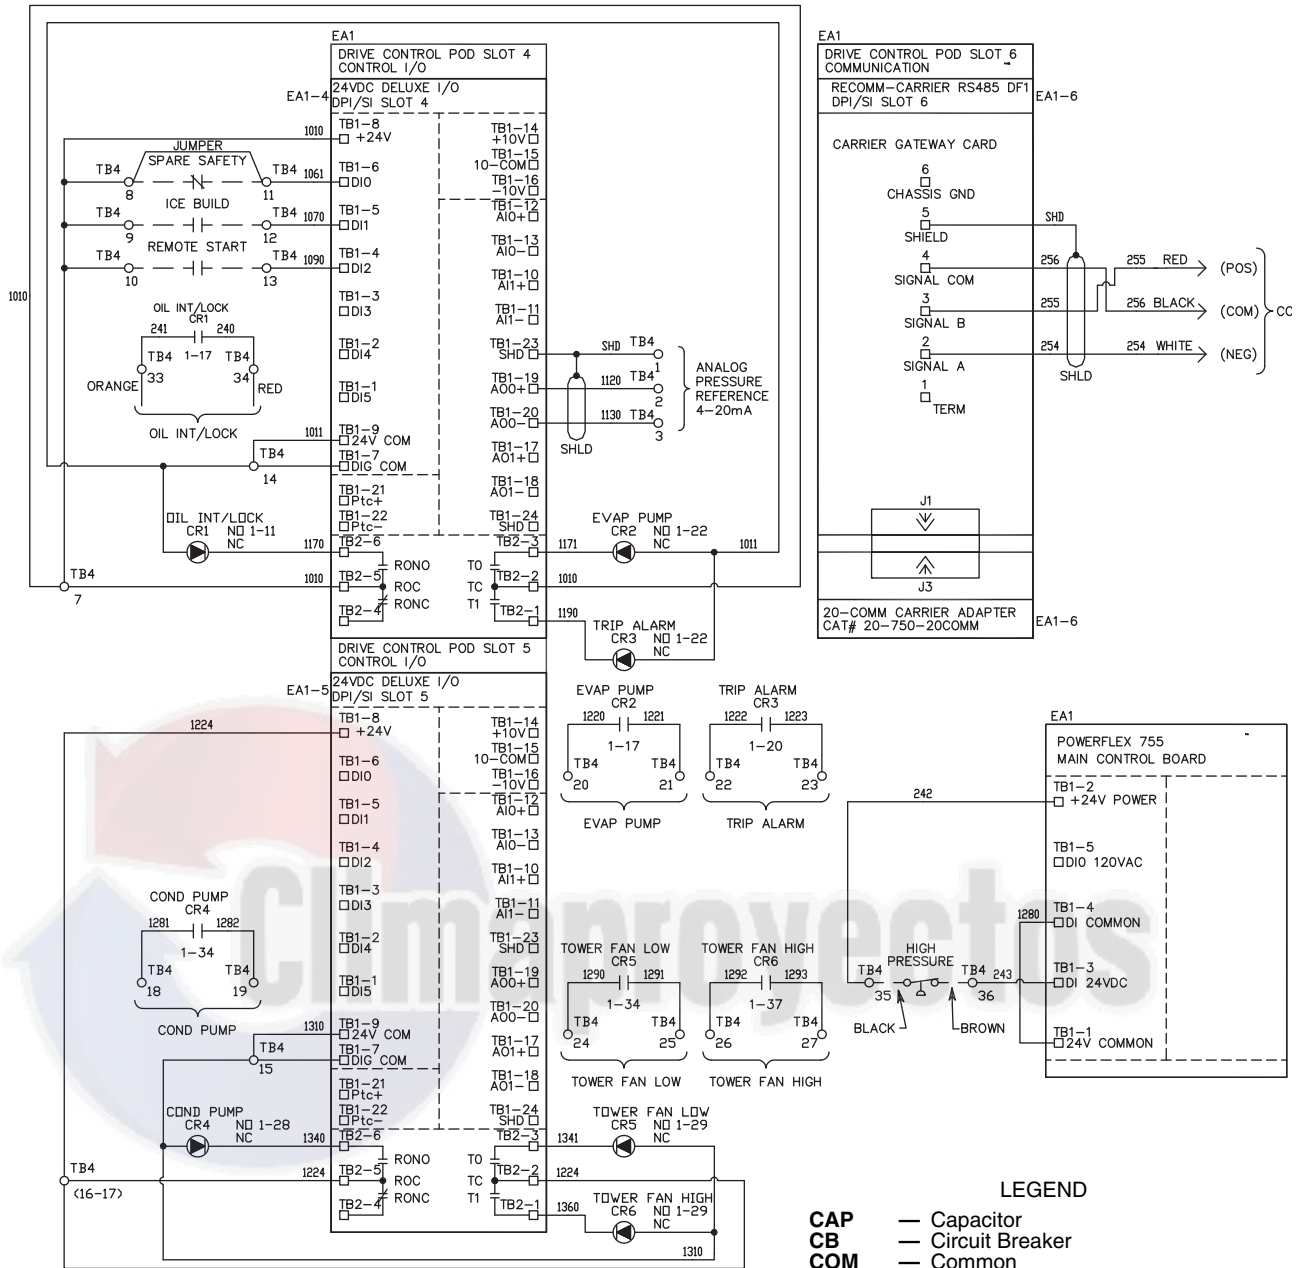 EA1
DRIVE CONTROL POD SLOT 4
CONTROL I/O
EA1-4
24VDC DELUXE I/O
DPI/SI SLOT 4
1010
TB1-8
+24V
TB1-14
+10V
JUMPER
SPARE SAFETY
TB4
8
TB4
11
1061
TB1-6
DI0
TB1-15
10-COM
TB1-16
-10V
ICE BUILD
TB4
9
TB4
12
1070
TB1-5
DI1
TB1-12
AI0+
REMOTE START
TB4
10
TB4
13
1090
TB1-4
DI2
TB1-13
AI0-
TB1-10
AI1+
1010
TB1-3
DI3
TB1-11
AI1-
OIL INT/LOCK
CR1
241
240
1-17
TB4
33
TB4
34
ORANGE
RED
OIL INT/LOCK
TB1-2
DI4
TB1-1
DI5
TB1-23
SHD
SHD
TB4
1
TB1-19
AO0+
1120
TB4
2
TB1-20
AO0-
1130
TB4
3
SHLD
ANALOG
PRESSURE
REFERENCE
4-20mA
1011
TB1-9
24V COM
TB4
14
TB1-7
DIG COM
TB1-17
AO1+
TB1-18
AO1-
TB1-21
Ptc+
TB1-22
Ptc-
TB1-24
SHD
OIL INT/LOCK
CR1
NO 1-11
NC
1170
TB2-6
RONO
TO
TB2-3
1171
EVAP PUMP
CR2
NO 1-22
NC
1011
TB4
7
1010
TB2-5
ROC
TC
TB2-2
1010
TB2-4
RONC
T1
TB2-1
1190
TRIP ALARM
CR3
NO 1-22
NC
EA1
DRIVE CONTROL POD SLOT 6
COMMUNICATION
RECOMM-CARRIER RS485 DF1
DPI/SI SLOT 6
EA1-6
CARRIER GATEWAY CARD
6
CHASSIS GND
5
SHIELD
SHD
4
SIGNAL COM
256
255 RED
(POS)
3
SIGNAL B
255
256 BLACK
(COM)
CO
2
SIGNAL A
254
254 WHITE
(NEG)
SHLD
1
TERM
J1
J3
20-COMM CARRIER ADAPTER
CAT# 20-750-20COMM
EA1-6
DRIVE CONTROL POD SLOT 5
CONTROL I/O
EA1-5
24VDC DELUXE I/O
DPI/SI SLOT 5
1224
TB1-8
+24V
TB1-14
+10V
TB1-6
DI0
TB1-15
10-COM
TB1-16
-10V
TB1-5
DI1
TB1-12
AI0+
TB1-4
DI2
TB1-13
AI0-
TB1-3
DI3
TB1-10
AI1+
TB1-11
AI1-
TB1-2
DI4
TB1-23
SHD
TB1-1
DI5
TB1-19
AO0+
TB1-20
AO0-
EVAP PUMP
CR2
1220
1221
1-17
TB4
20
TB4
21
EVAP PUMP
TRIP ALARM
CR3
1222
1223
1-20
TB4
22
TB4
23
TRIP ALARM
COND PUMP
CR4
1281
1282
1-34
TB4
18
TB4
19
COND PUMP
TOWER FAN LOW
CR5
1290
1291
1-34
TB4
24
TB4
25
TOWER FAN LOW
TOWER FAN HIGH
CR6
1292
1293
1-37
TB4
26
TB4
27
TOWER FAN HIGH
1310
TB1-9
24V COM
TB4
15
TB1-7
DIG COM
TB1-17
AO1+
TB1-18
AO1-
TB1-21
Ptc+
TB1-22
Ptc-
TB1-24
SHD
COND PUMP
CR4
NO 1-28
NC
1340
TB2-6
RONO
TO
TB2-3
1341
TOWER FAN LOW
CR5
NO 1-29
NC
TB4
(16-17)
1224
TB2-5
ROC
TC
TB2-2
1224
TB2-4
RONC
T1
TB2-1
1360
TOWER FAN HIGH
CR6
NO 1-29
NC
1310
EA1
POWERFLEX 755
MAIN CONTROL BOARD
242
TB1-2
+24V POWER
TB1-5
DI0 120VAC
1280
TB1-4
DI COMMON
HIGH
PRESSURE
TB4
35
TB4
36
243
TB1-3
DI 24VDC
BLACK
BROWN
TB1-1
24V COMMON
Climaproyectos
LEGEND
CAP — Capacitor
CB — Circuit Breaker
COM — Common